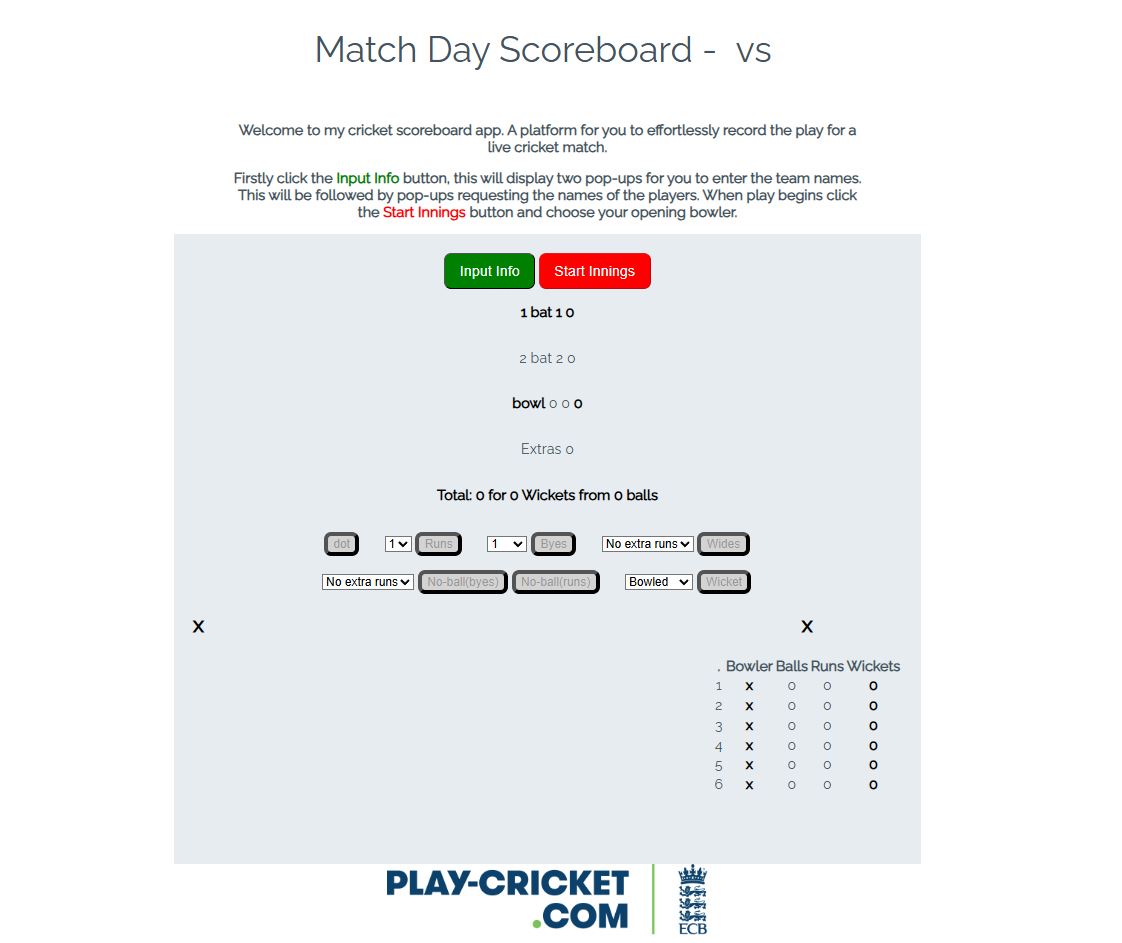 Match Day Scoreboard -  vs
Welcome to my cricket scoreboard app. A platform for you to effortlessly record the play for a
live cricket match.
Firstly click the Input Info button, this will display two pop-ups for you to enter the team names.
This will be followed by pop-ups requesting the names of the players. When play begins click
the Start Innings button and choose your opening bowler.
Input Info Start Innings
1 bat 1 0
2 bat 2 0
bowl 0 0 0
Extras 0
Total: 0 for 0 Wickets from 0 balls
dot 1 Runs 1 Byes No extra runs Wides
No extra runs No-ball(byes) No-ball(runs) Bowled Wicket
X X
. Bowler Balls Runs Wickets
1 x 0 0 0
2 x 0 0 0
3 x 0 0 0
4 x 0 0 0
5 x 0 0 0
6 x 0 0 0
PLAY-CRICKET
.COM
ECB